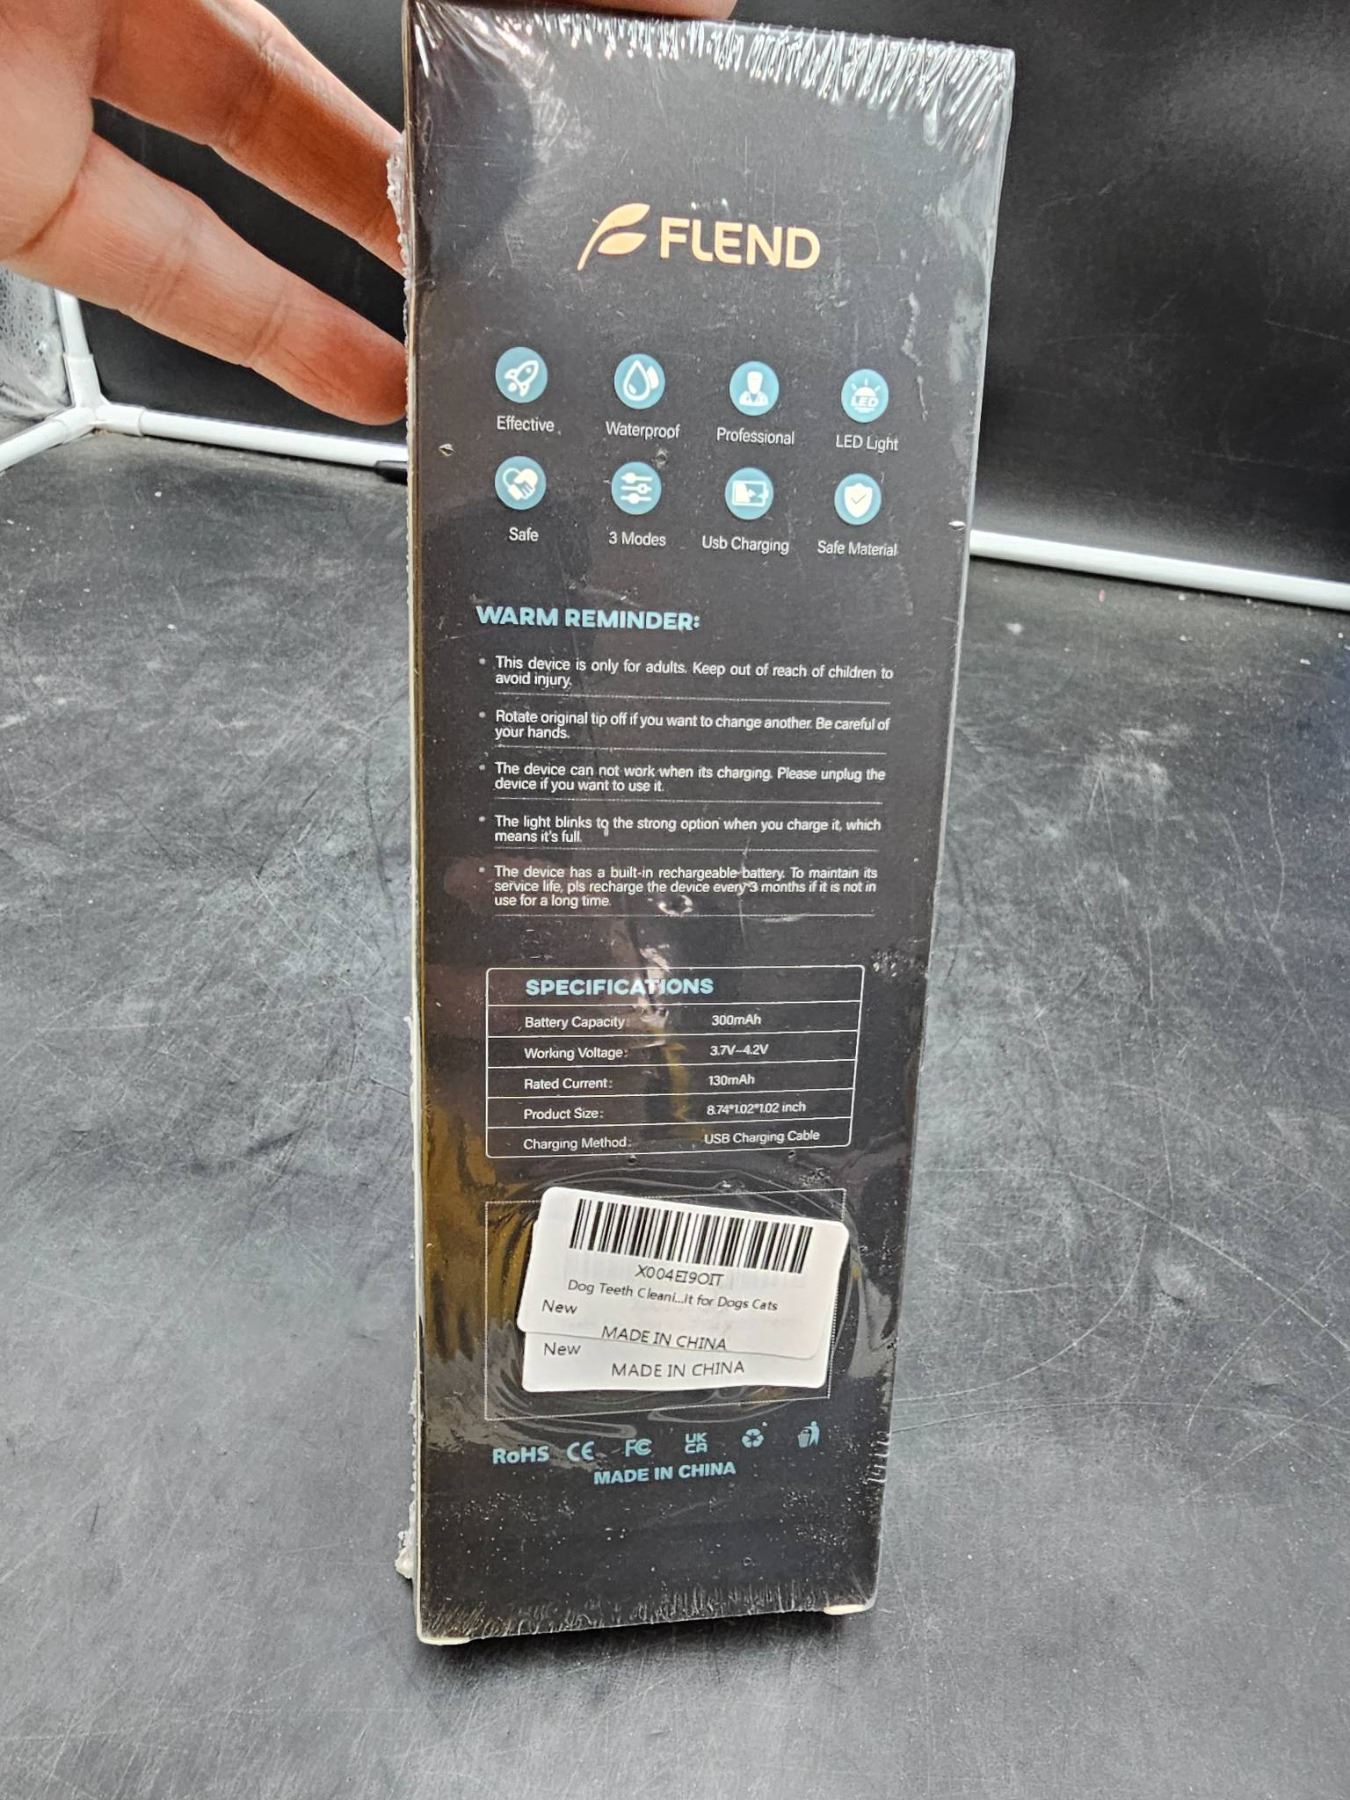 FLEND
Effective
Waterproof
Professional
LED
LED Light
Safe
3 Modes
Usb Charging
Safe Material
WARM REMINDER:
• This device is only for adults. Keep out of reach of children to
avoid injury.
• Rotate original tip off if you want to change another. Be careful of
your hands.
• The device can not work when its charging. Please unplug the
device if you want to use it.
• The light blinks to the strong option when you charge it, which
means it's full.
• The device has a built-in rechargeable battery. To maintain its
service life, pls recharge the device every 3 months if it is not in
use for a long time.
SPECIFICATIONS
Battery Capacity: 300mAh
Working Voltage: 3.7V~4.2V
Rated Current: 130mAh
Product Size: 8.74*1.02*1.02 inch
Charging Method: USB Charging Cable
X004EI9OIT
Dog Teeth Cleani...it for Dogs Cats
New
MADE IN CHINA
New
MADE IN CHINA
RoHS CE FC UK CA
MADE IN CHINA